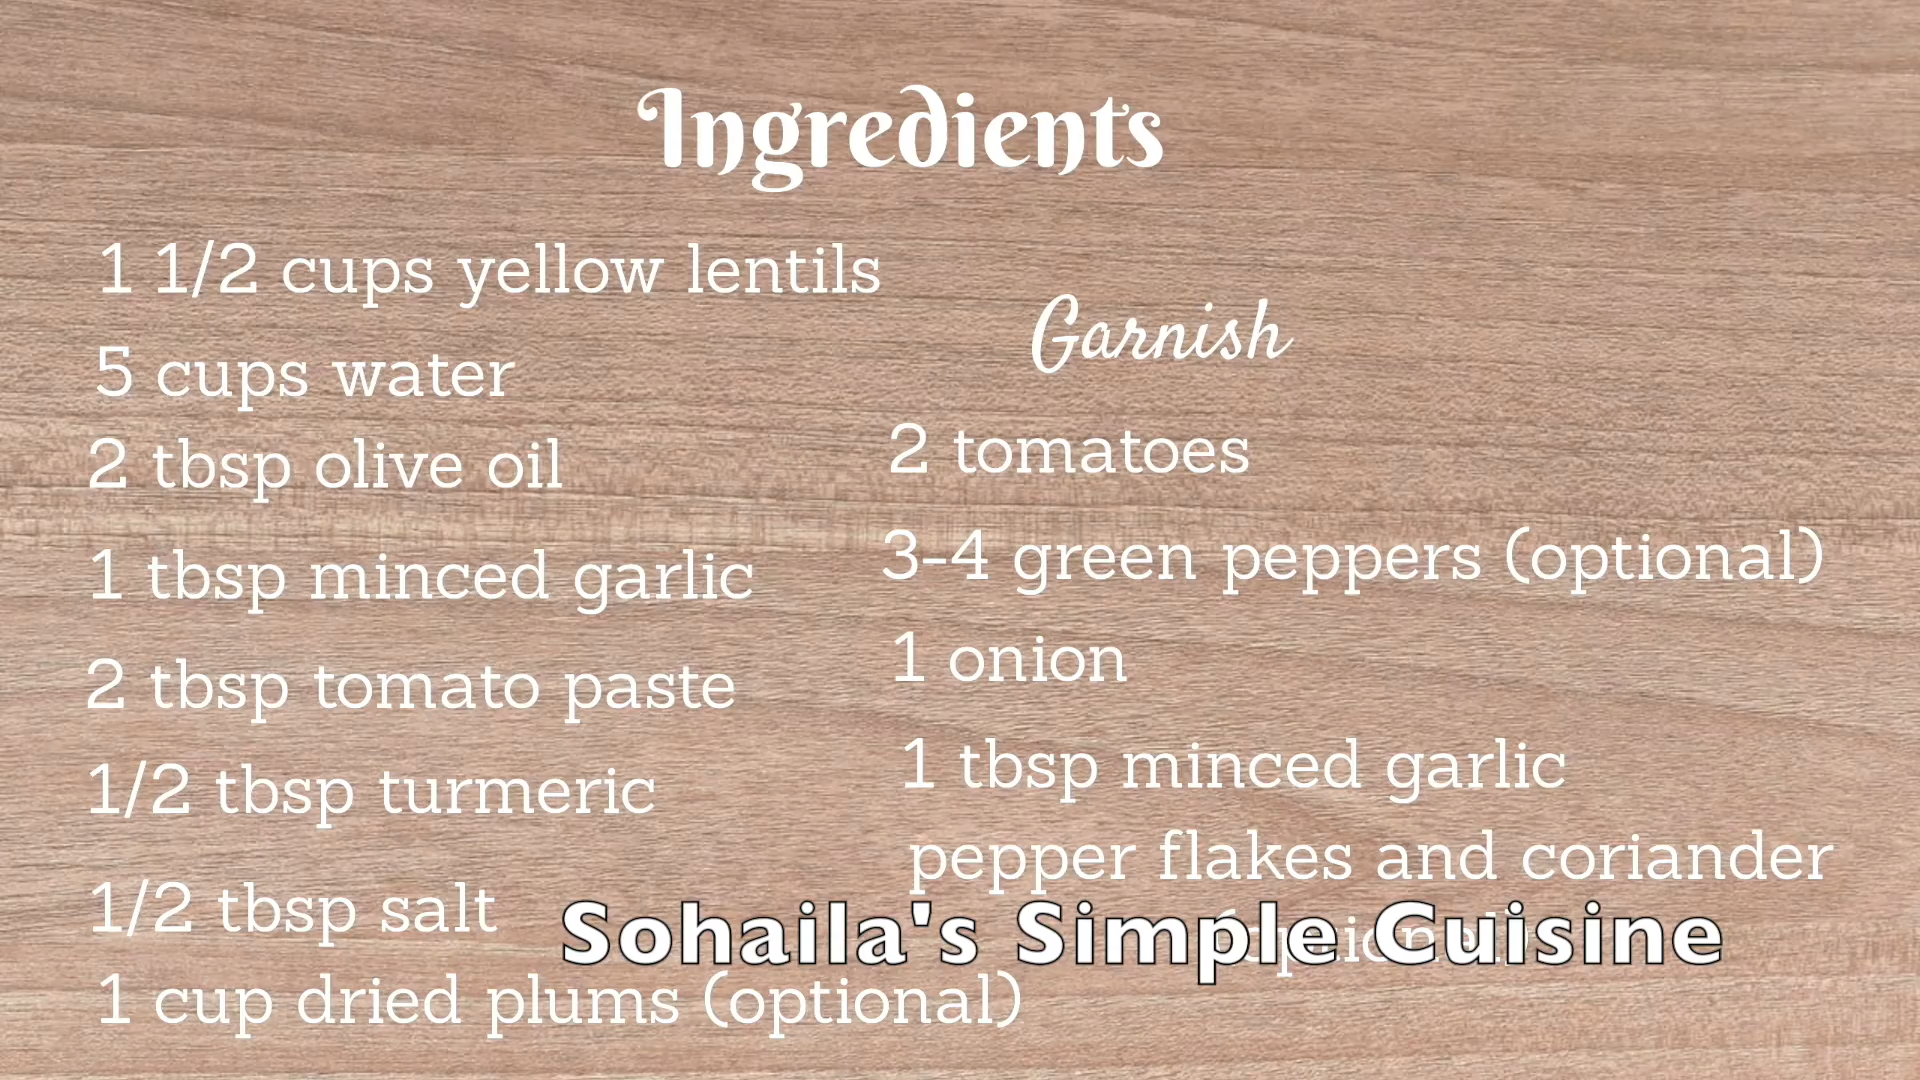 Ingredients
1 1/2 cups yellow lentils
5 cups water
2 tbsp olive oil
1 tbsp minced garlic
2 tbsp tomato paste
1/2 tbsp turmeric
1/2 tbsp salt
1 cup dried plums (optional)
Garnish
2 tomatoes
3-4 green peppers (optional)
1 onion
1 tbsp minced garlic
pepper flakes and coriander
Sohaila's Simple Cuisine